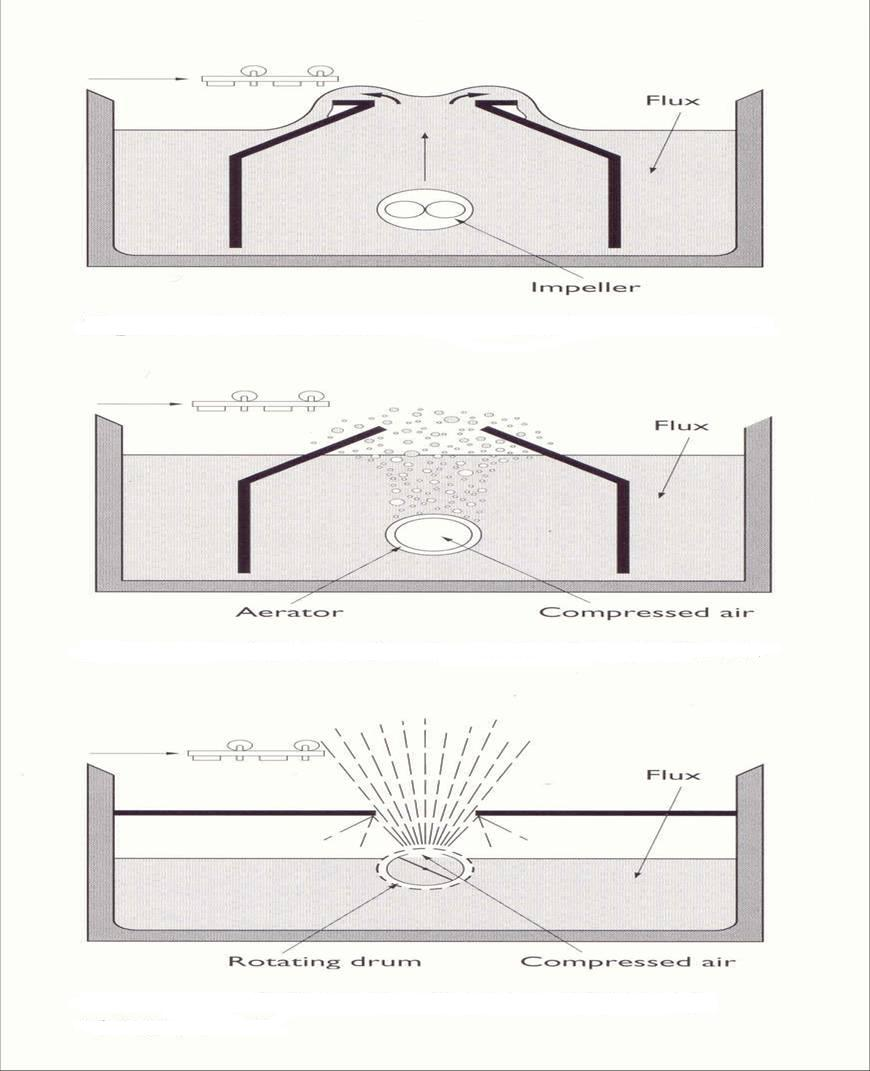 Flux
Impeller
Flux
Aerator
Compressed air
Flux
Rotating drum
Compressed air